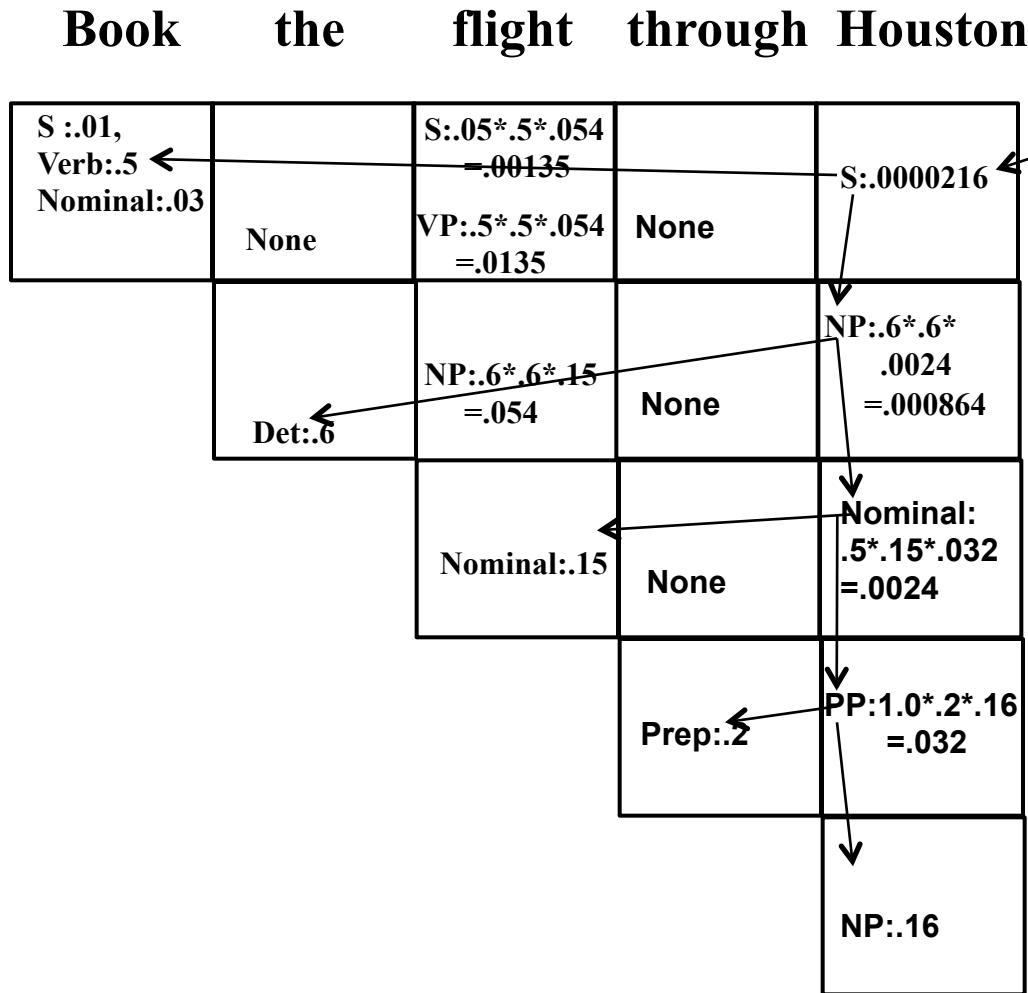 Book the flight through Houston
S :.01,
Verb:.5
Nominal:.03
None
S:.05*.5*.054
=.00135
VP:.5*.5*.054
=.0135
None
S:.0000216
Det:.6
NP:.6*.6*.15
=.054
None
NP:.6*.6*
.0024
=.000864
Nominal:.15
None
Nominal:
.5*.15*.032
=.0024
Prep:.2
PP:1.0*.2*.16
=.032
NP:.16